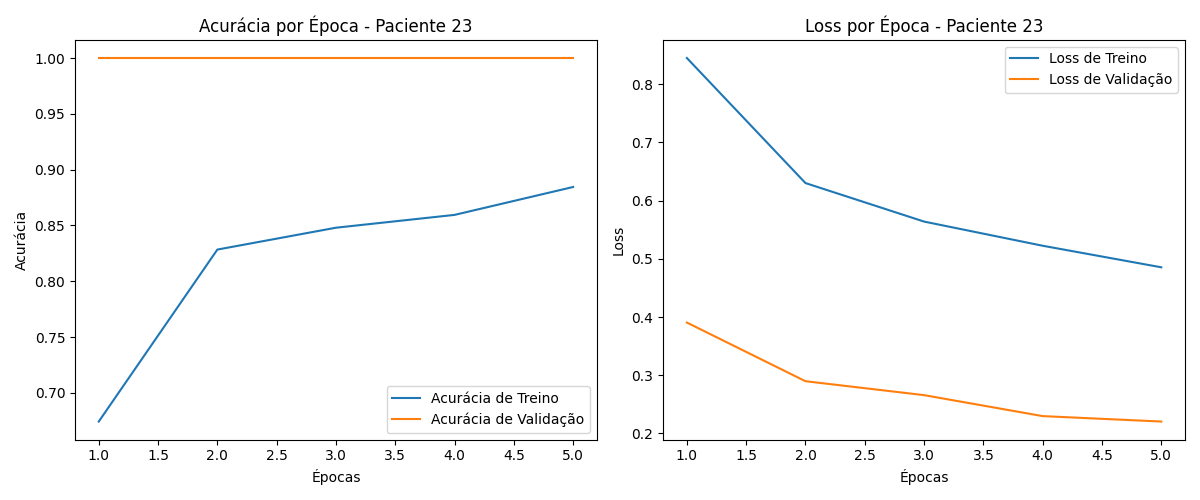 Acurácia por Época - Paciente 23
1.00
0.95
0.90
0.85
0.80
0.75
0.70
Acurácia
Acurácia de Treino
Acurácia de Validação
1.0 1.5 2.0 2.5 3.0 3.5 4.0 4.5 5.0
Épocas
Loss por Época - Paciente 23
Loss de Treino
Loss de Validação
0.8
0.7
0.6
0.5
0.4
0.3
0.2
Loss
1.0 1.5 2.0 2.5 3.0 3.5 4.0 4.5 5.0
Épocas